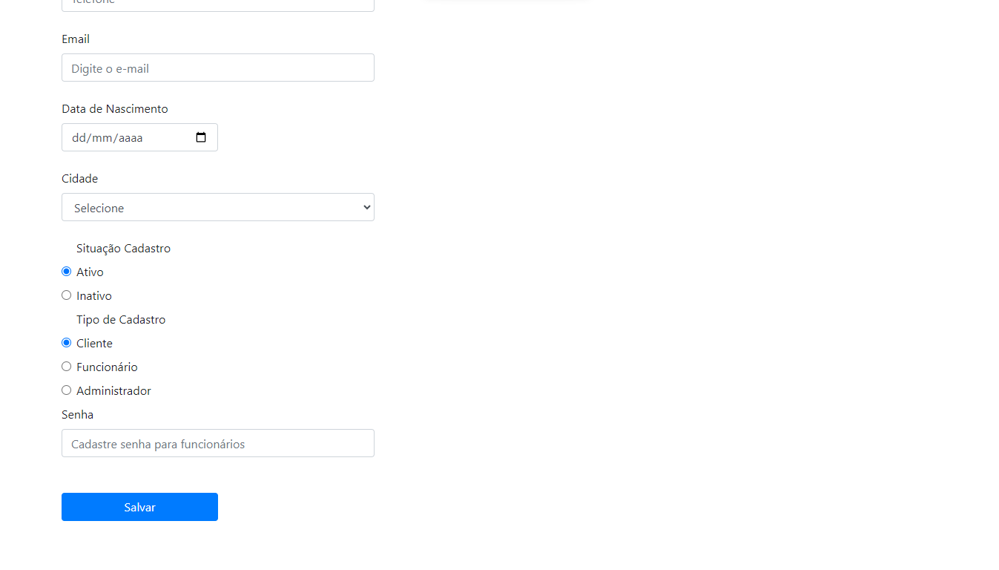 Telefone
Email
Digite o e-mail
Data de Nascimento
dd/mm/aaaa
Cidade
Selecione
Situação Cadastro
Ativo
Inativo
Tipo de Cadastro
Cliente
Funcionário
Administrador
Senha
Cadastre senha para funcionários
Salvar